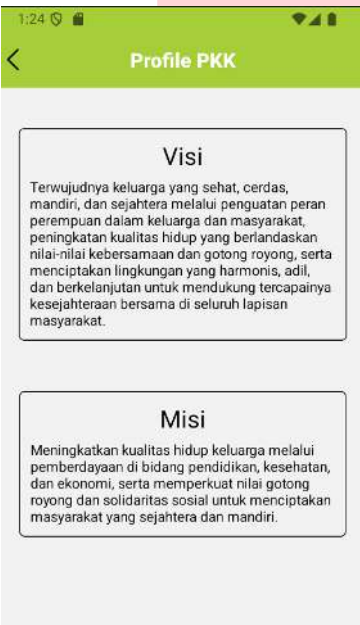 1:24
Profile PKK
Visi
Terwujudnya keluarga yang sehat, cerdas,
mandiri, dan sejahtera melalui penguatan peran
perempuan dalam keluarga dan masyarakat,
peningkatan kualitas hidup yang berlandaskan
nilai-nilai kebersamaan dan gotong royong, serta
menciptakan lingkungan yang harmonis, adil,
dan berkelanjutan untuk mendukung tercapainya
kesejahteraan bersama di seluruh lapisan
masyarakat.
Misi
Meningkatkan kualitas hidup keluarga melalui
pemberdayaan di bidang pendidikan, kesehatan,
dan ekonomi, serta memperkuat nilai gotong
royong dan solidaritas sosial untuk menciptakan
masyarakat yang sejahtera dan mandiri.